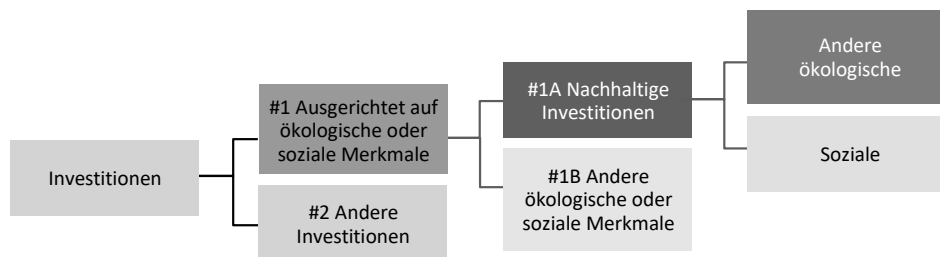 Investitionen
#1 Ausgerichtet auf
ökologische oder
soziale Merkmale
#2 Andere
Investitionen
#1A Nachhaltige
Investitionen
#1B Andere
ökologische oder
soziale Merkmale
Andere
ökologische
Soziale